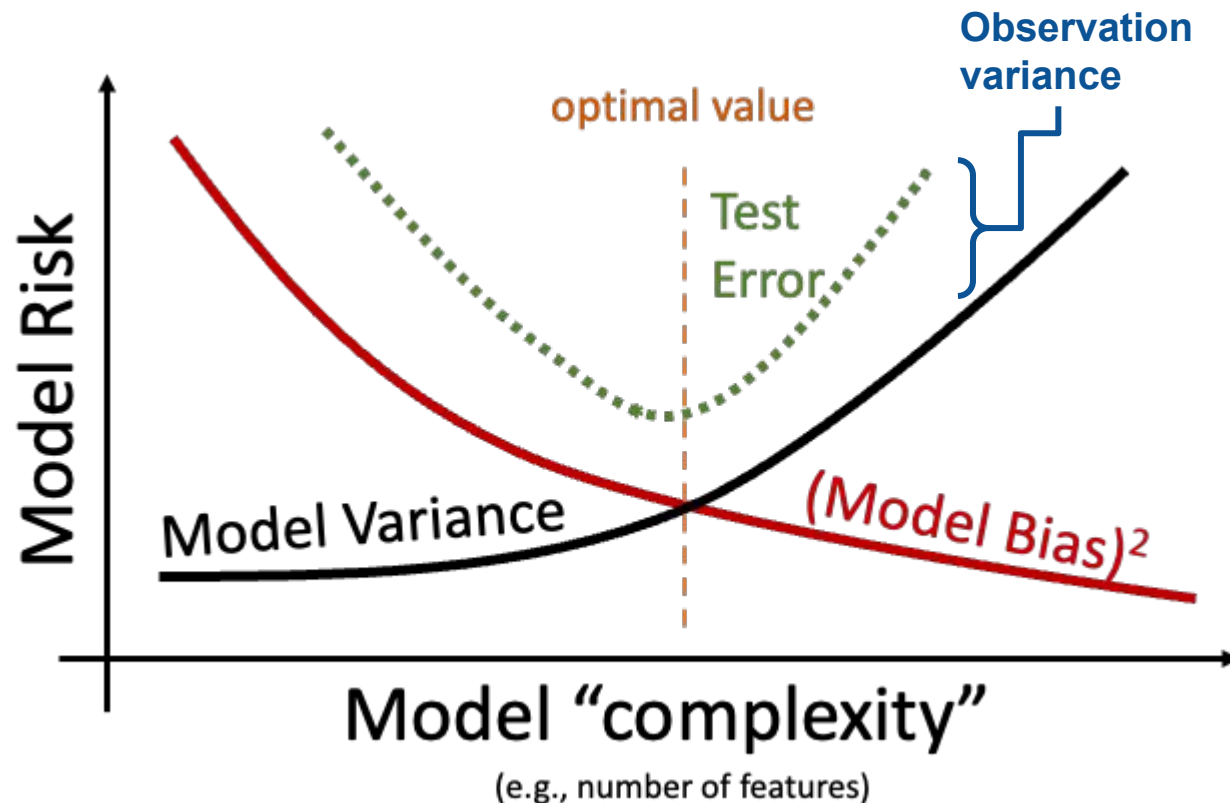 Observation
variance
optimal value
Test
Error
Model Risk
Model Variance
(Model Bias)²
Model “complexity”
(e.g., number of features)